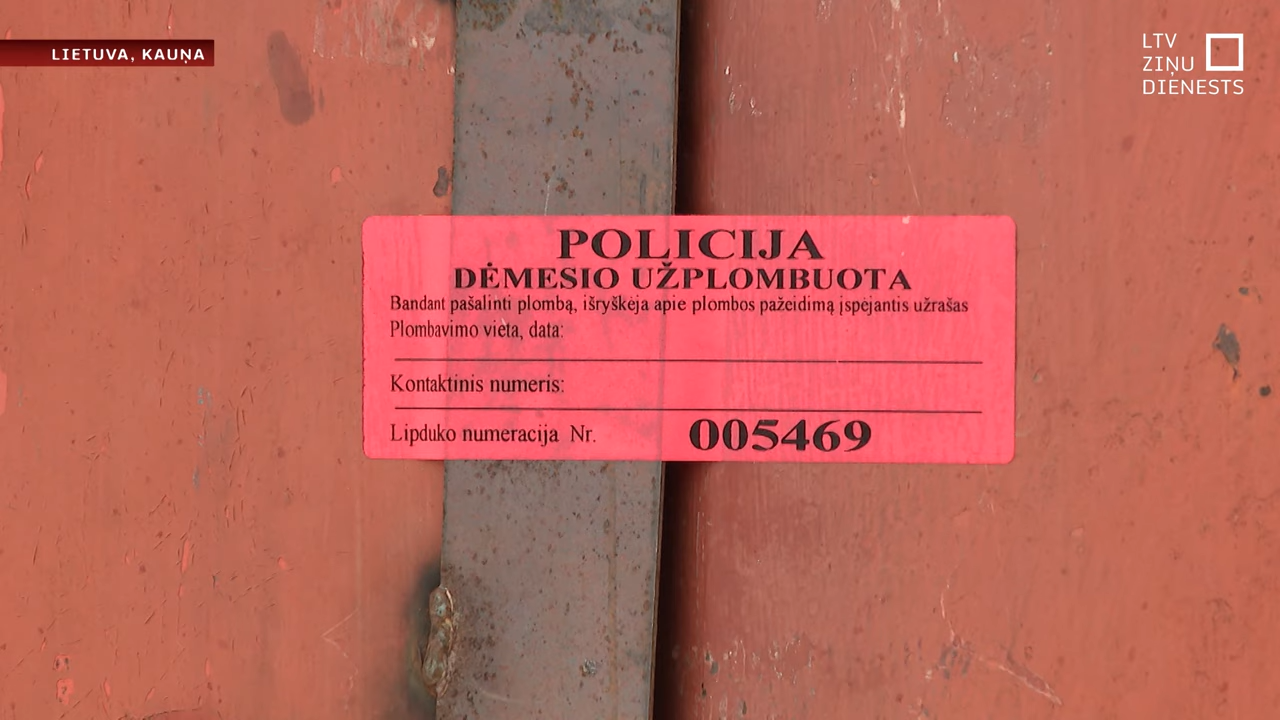 LIETUVA, KAUŅA
LTV
ZIŅU
DIENESTS
POLICIJA
DĖMESIO UŽPLOMBUOTA
Bandant pašalinti plombą, išryškėja apie plombos pažeidimą įspėjantis užrašas
Plombavimo vieta, data:
Kontaktinis numeris:
Lipduko numeracija Nr. 005469